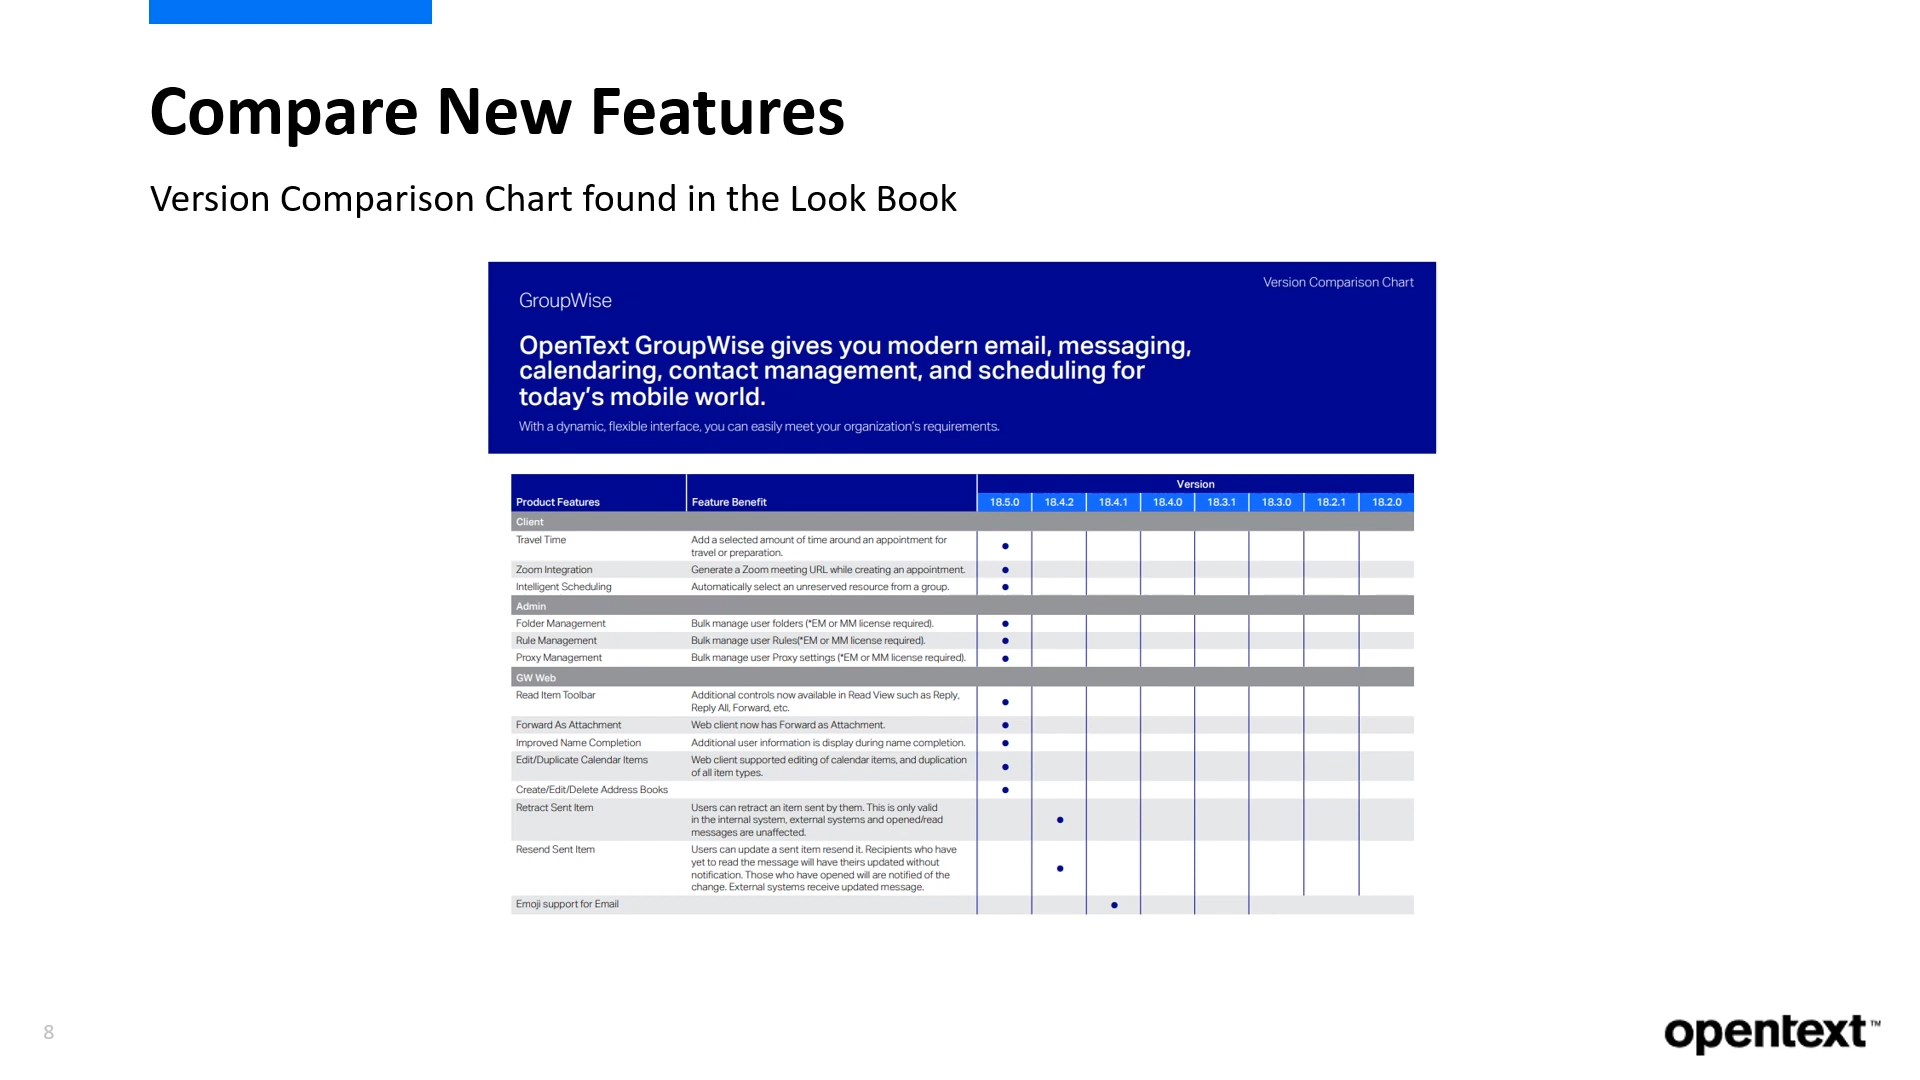 Compare New Features
Version Comparison Chart found in the Look Book
Version Comparison Chart
GroupWise
OpenText GroupWise gives you modern email, messaging,
calendaring, contact management, and scheduling for
today's mobile world.
With a dynamic, flexible interface, you can easily meet your organization's requirements.
Version
Product Features Feature Benefit 18.5.0 18.4.2 18.4.1 18.4.0 18.3.1 18.3.0 18.2.1 18.2.0
Client
Travel Time Add a selected amount of time around an appointment for
travel or preparation. •
Zoom Integration Generate a Zoom meeting URL while creating an appointment. •
Intelligent Scheduling Automatically select an unreserved resource from a group. •
Admin
Folder Management Bulk manage user folders (*EM or MM license required). •
Rule Management Bulk manage user Rules(*EM or MM license required). •
Proxy Management Bulk manage user Proxy settings (*EM or MM license required). •
GW Web
Read Item Toolbar Additional controls now available in Read View such as Reply,
Reply All, Forward, etc. •
Forward As Attachment Web client now has Forward as Attachment. •
Improved Name Completion Additional user information is display during name completion. •
Edit/Duplicate Calendar Items Web client supported editing of calendar items, and duplication
of all item types. •
Create/Edit/Delete Address Books •
Retract Sent Item Users can retract an item sent by them. This is only valid
in the internal system, external systems and opened/read •
messages are unaffected.
Resend Sent Item Users can update a sent item resend it. Recipients who have
yet to read the message will have theirs updated without •
notification. Those who have opened will are notified of the
change. External systems receive updated message.
Emoji support for Email •
8
opentext™